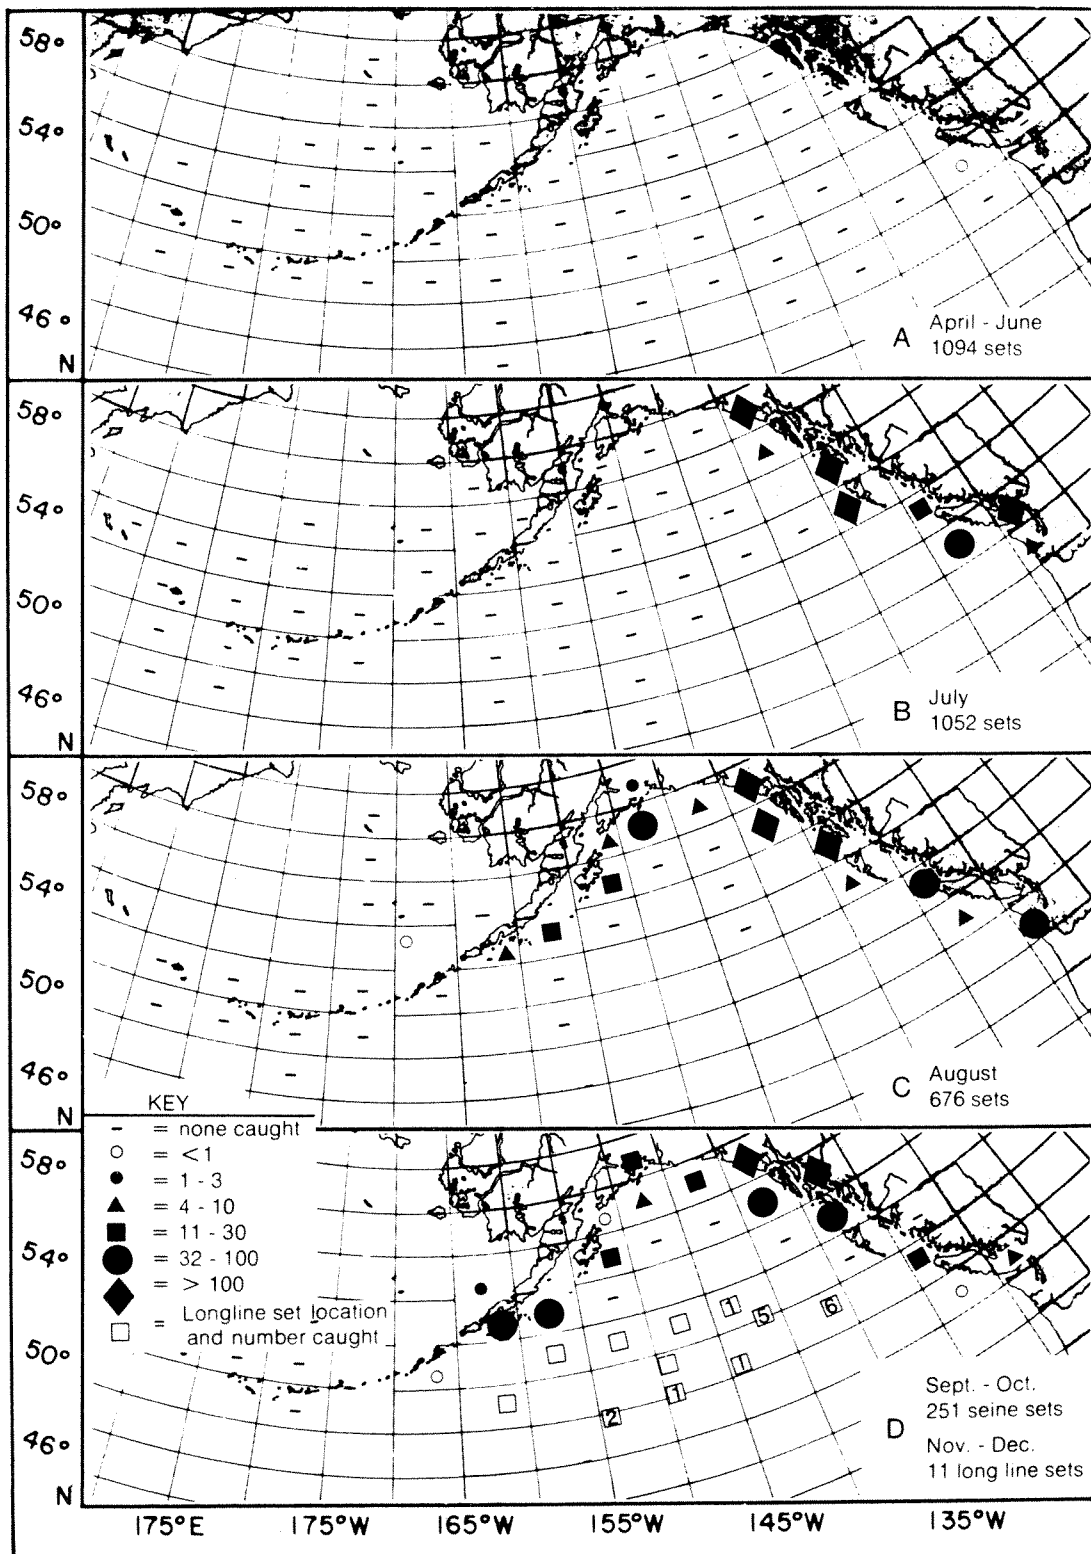 58°
54°
50°
46°
N
A April - June
1094 sets
58°
54°
50°
46°
N
B July
1052 sets
58°
54°
50°
46°
N
C August
676 sets
KEY
- = none caught
= <1
= 1 - 3
= 4 - 10
= 11 - 30
= 32 - 100
= > 100
= Longline set location
and number caught
58°
54°
50°
46°
N
1
5
6
1
1
2
D Sept. - Oct.
251 seine sets
Nov. - Dec.
11 long line sets
175°E 175°W 165°W 155°W 145°W 135°W